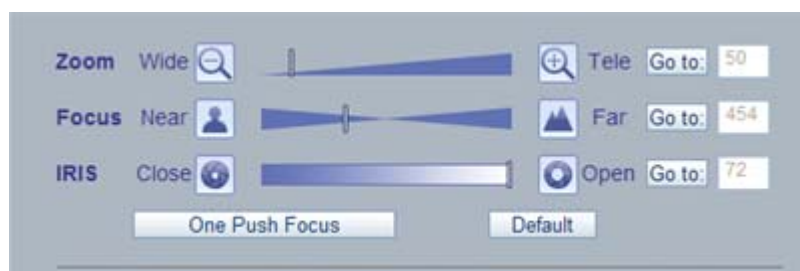 Zoom Wide Tele Go to: 50
Focus Near Far Go to: 454
IRIS Close Open Go to: 72
One Push Focus Default